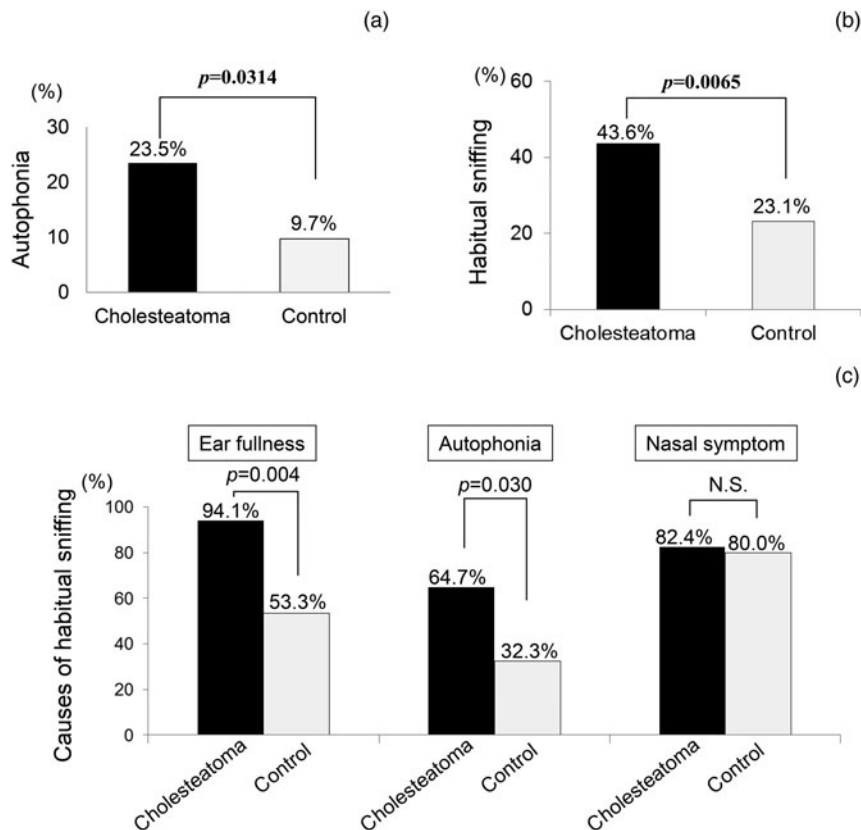 (a)
p=0.0314
(%)
30
23.5%
20
9.7%
10
0
Autophonia
Cholesteatoma Control
(b)
(%)
60
p=0.0065
43.6%
40
23.1%
20
0
Habitual sniffing
Cholesteatoma Control
(c)
Ear fullness Autophonia Nasal symptom
p=0.004 p=0.030 N.S.
(%)
100
94.1% 53.3% 64.7% 32.3% 82.4% 80.0%
80
60
40
20
0
Causes of habitual sniffing
Cholesteatoma Control Cholesteatoma Control Cholesteatoma Control